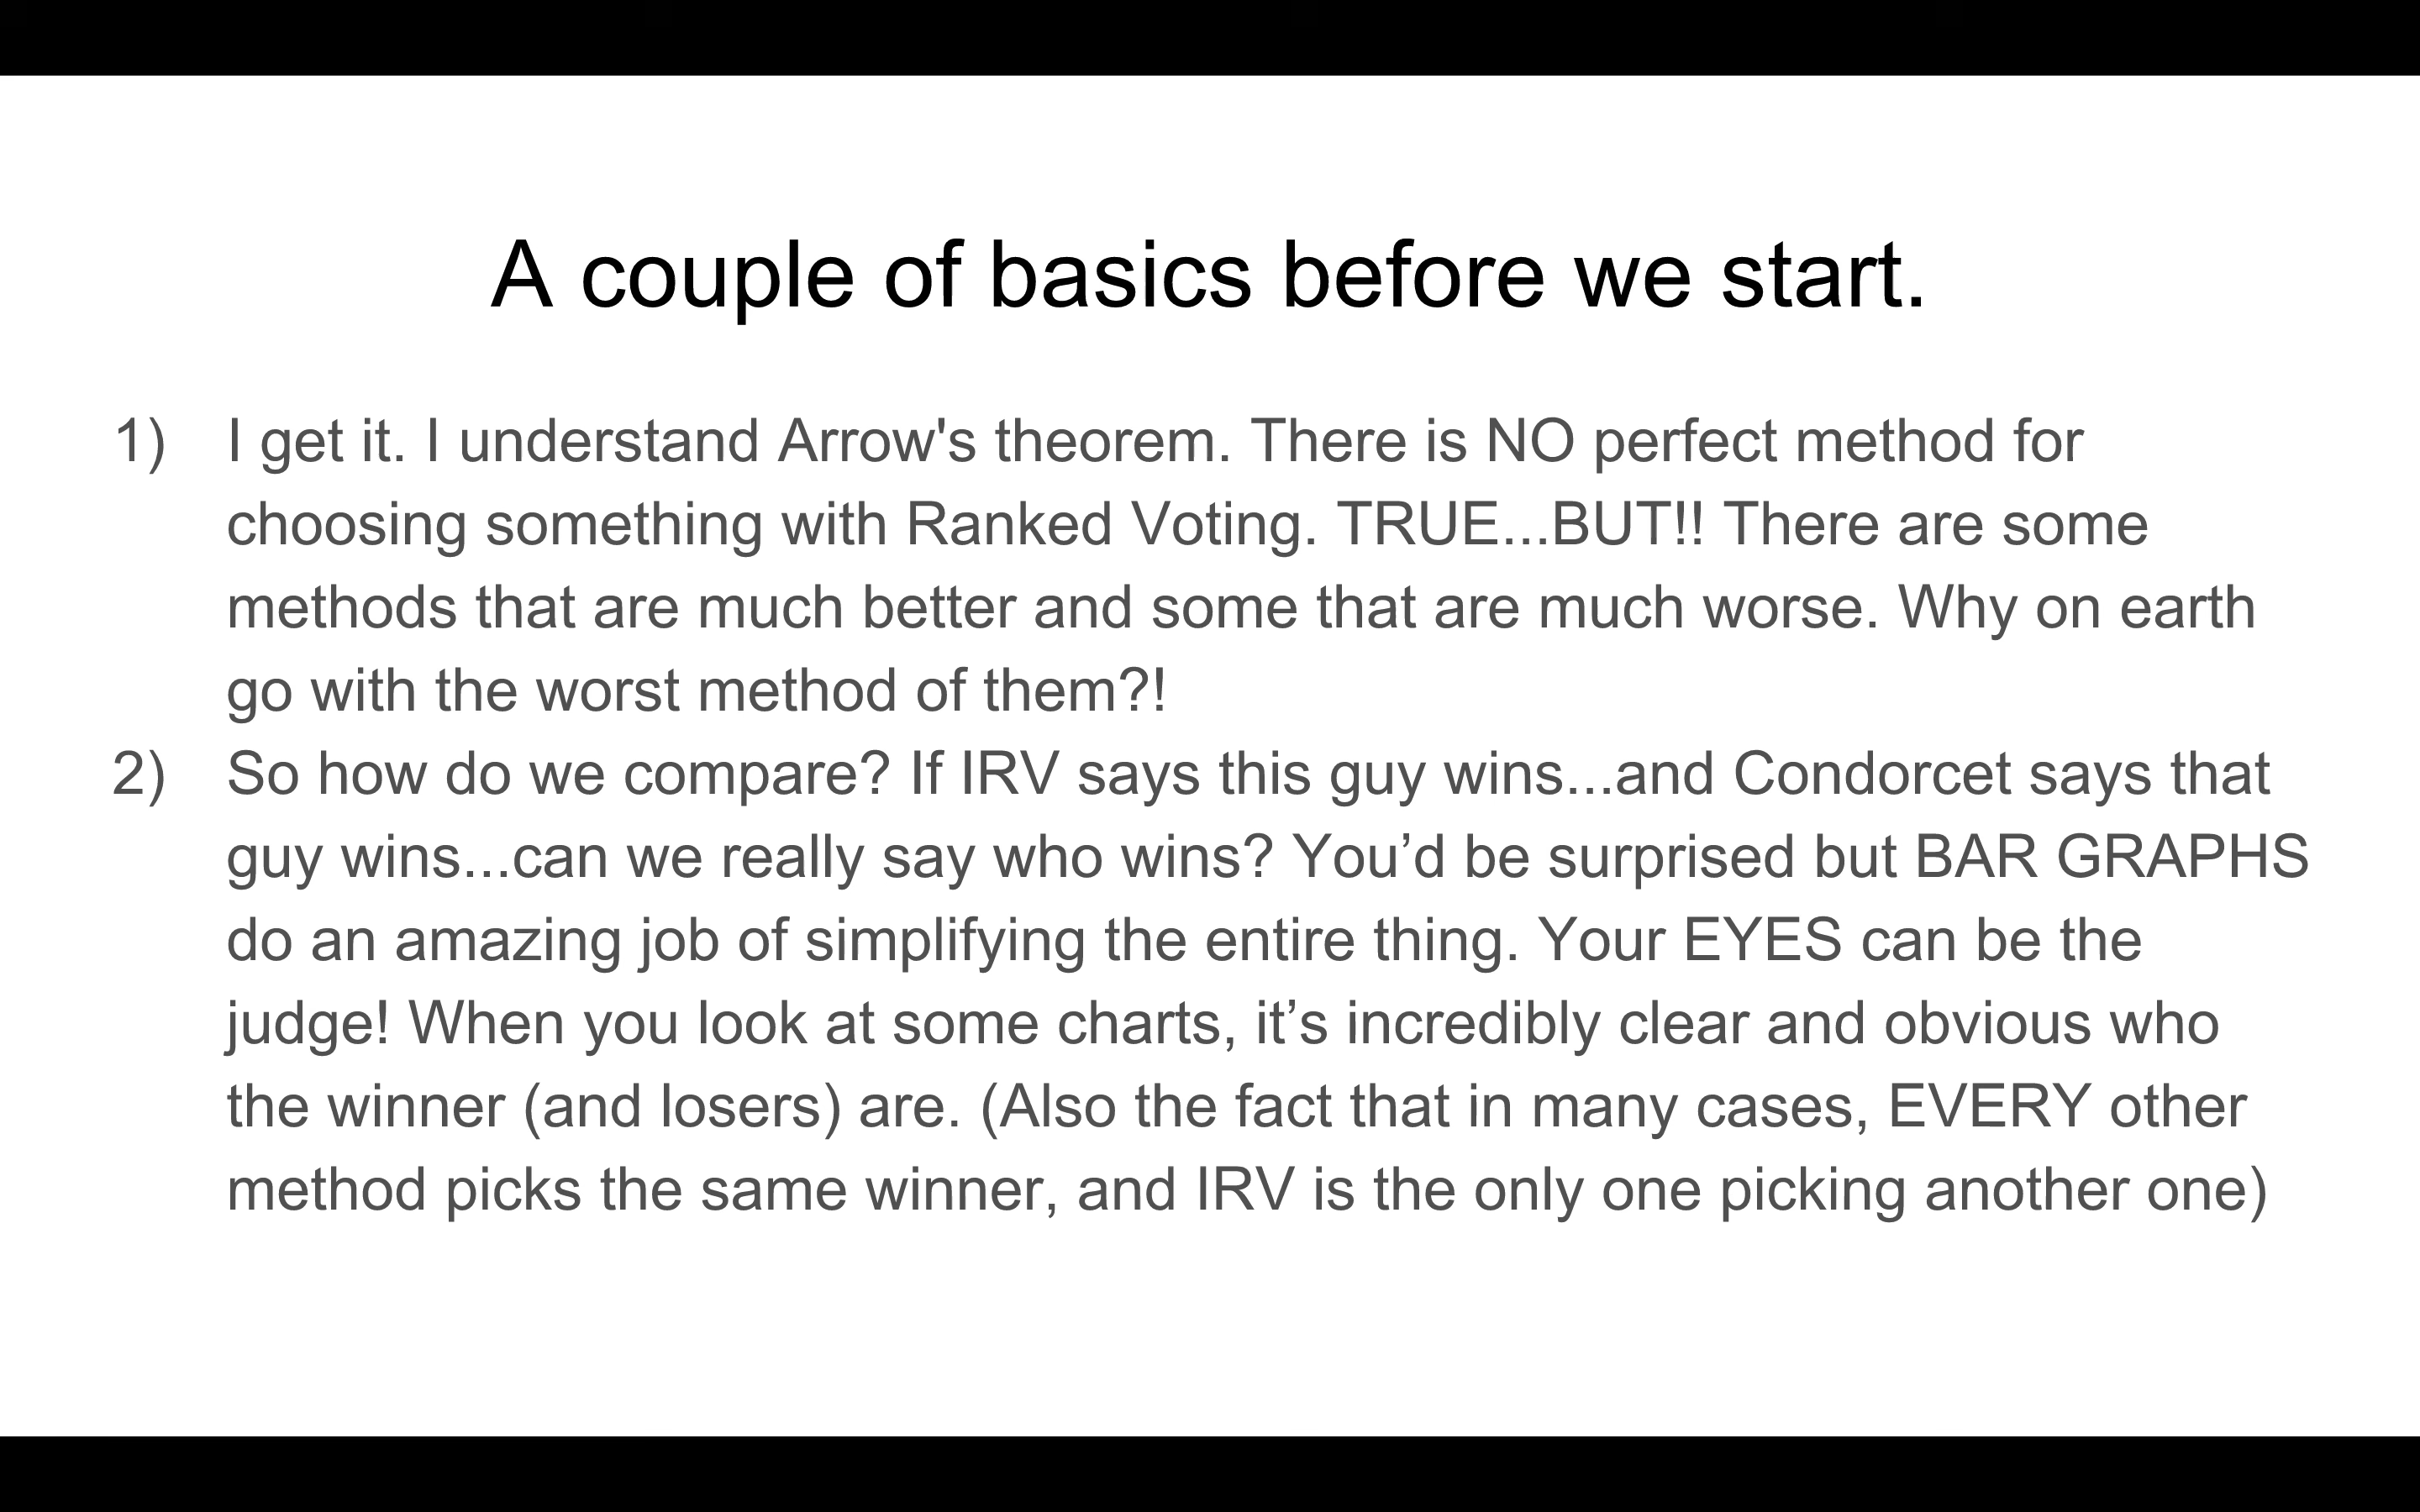 A couple of basics before we start.
1) I get it. I understand Arrow's theorem. There is NO perfect method for
choosing something with Ranked Voting. TRUE...BUT!! There are some
methods that are much better and some that are much worse. Why on earth
go with the worst method of them?!
2) So how do we compare? If IRV says this guy wins...and Condorcet says that
guy wins...can we really say who wins? You’d be surprised but BAR GRAPHS
do an amazing job of simplifying the entire thing. Your EYES can be the
judge! When you look at some charts, it’s incredibly clear and obvious who
the winner (and losers) are. (Also the fact that in many cases, EVERY other
method picks the same winner, and IRV is the only one picking another one)